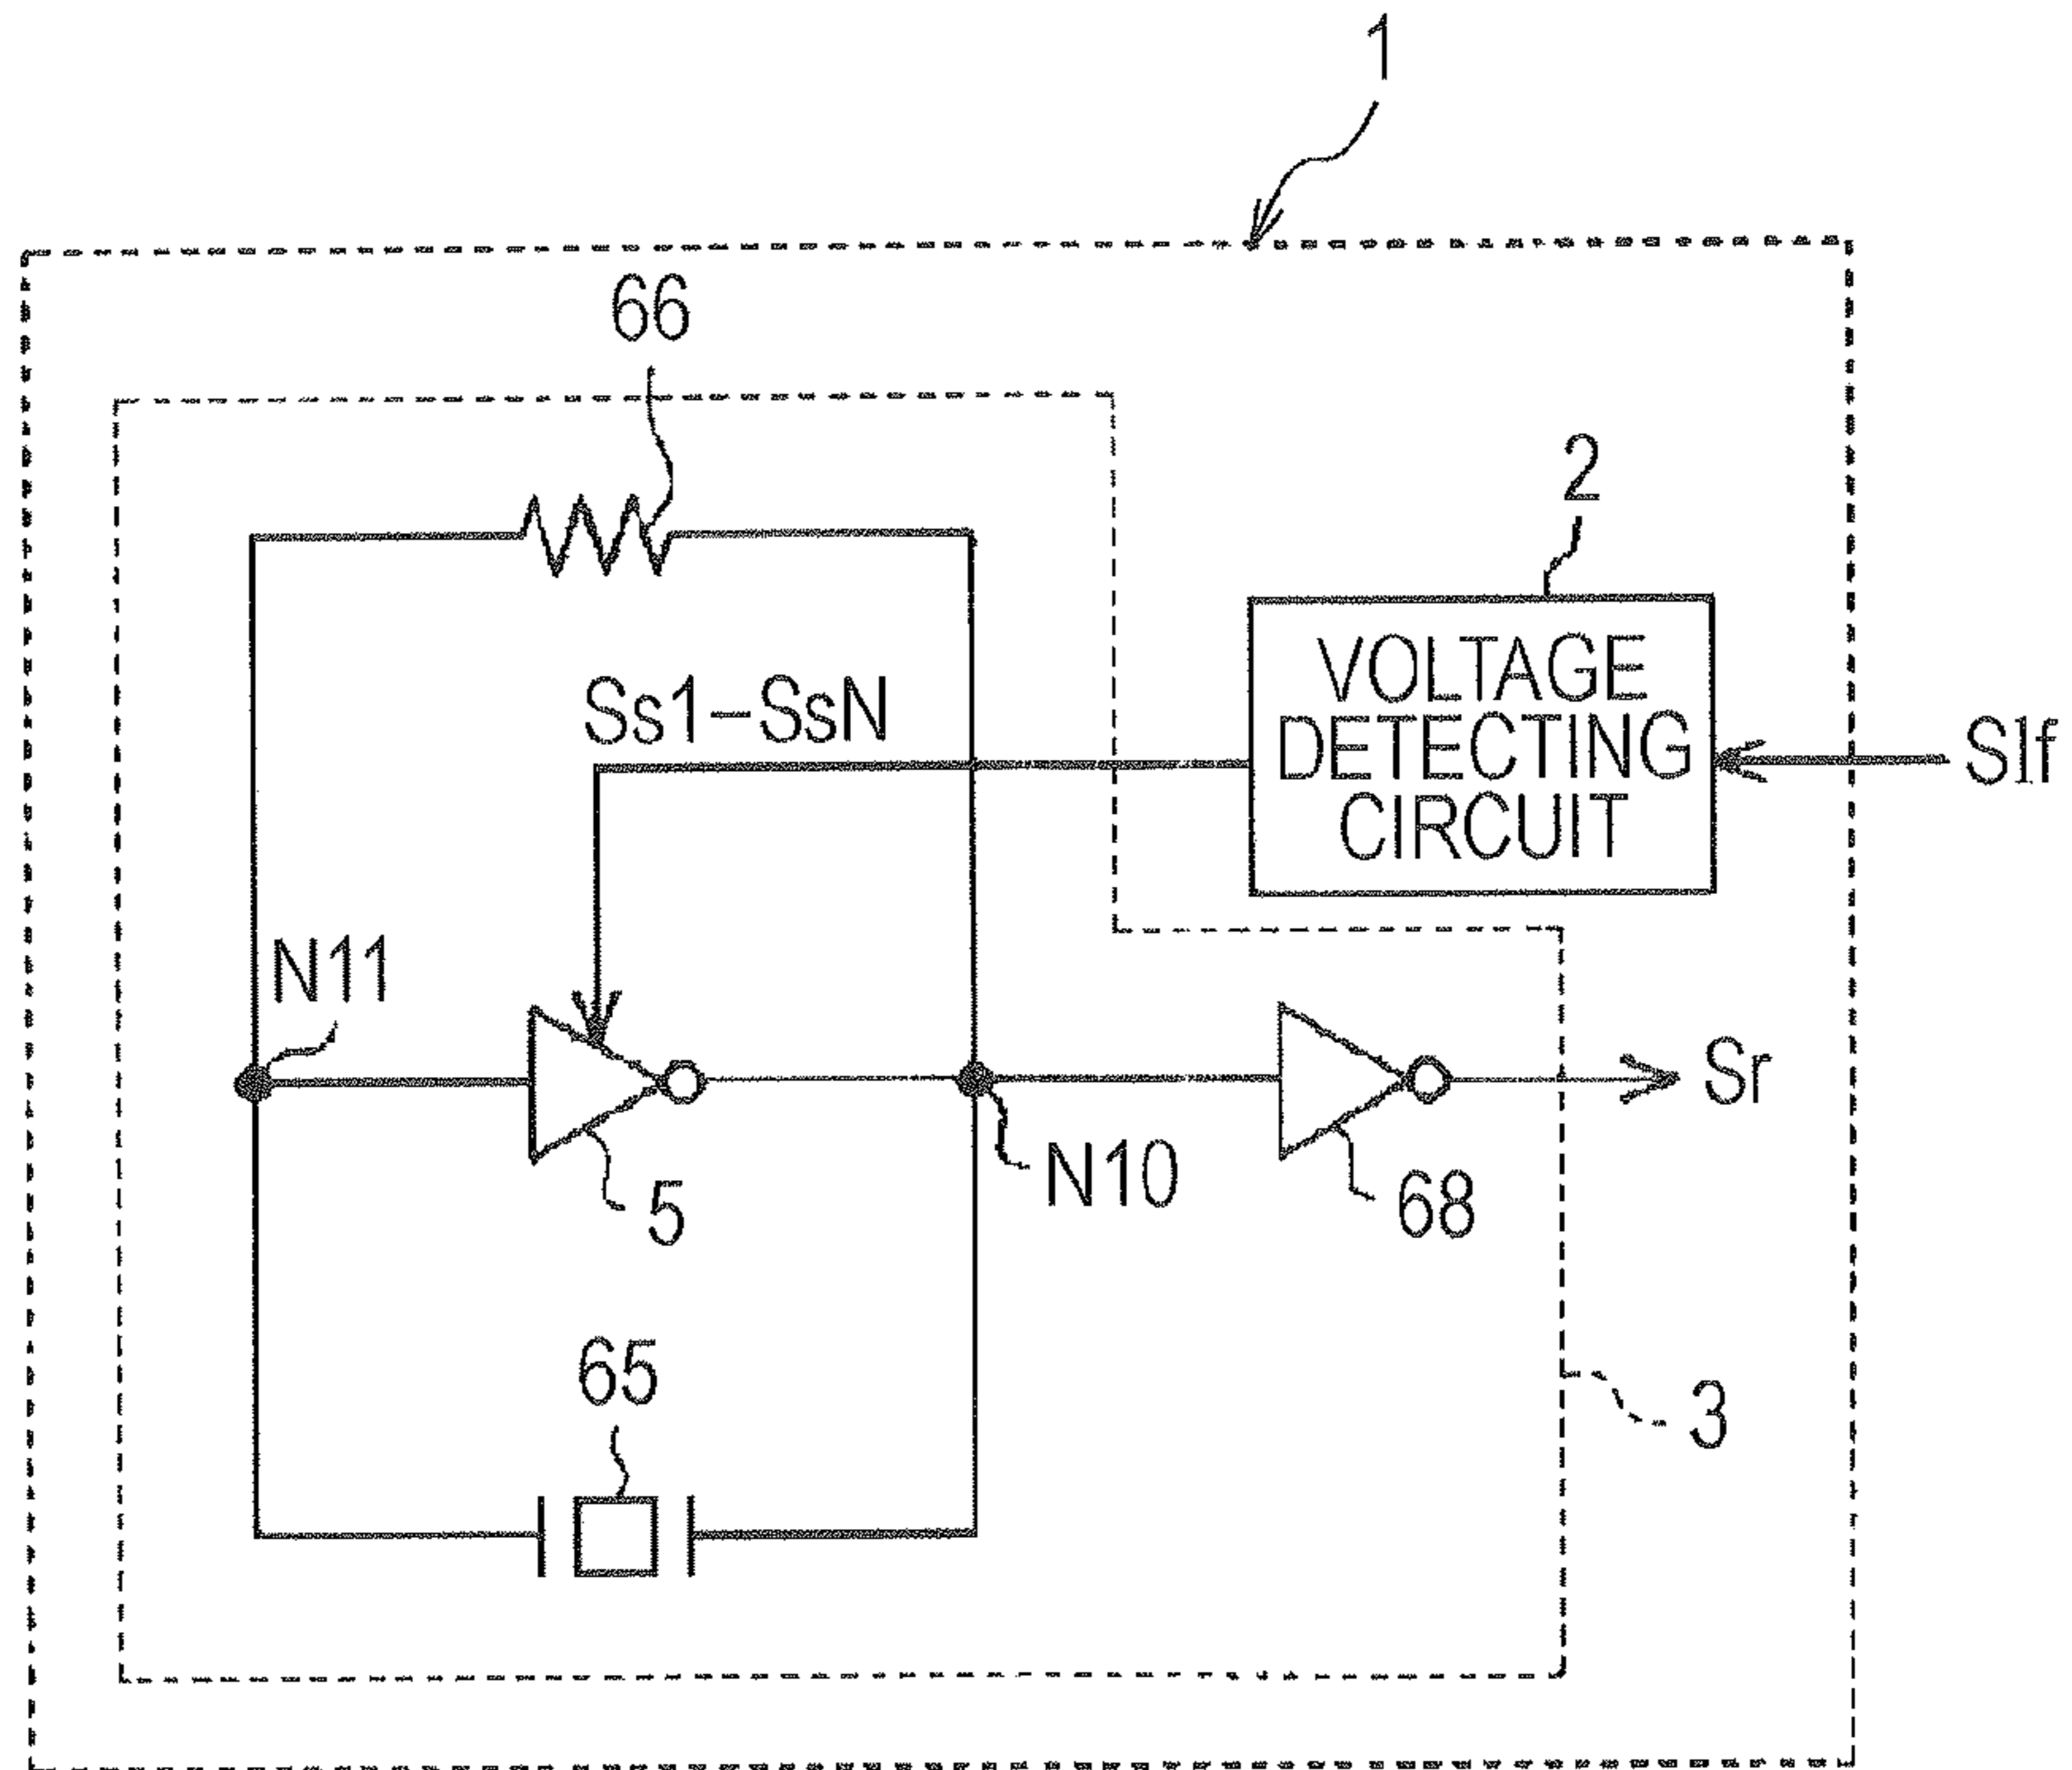 1
66
2
VOLTAGE
DETECTING
CIRCUIT
Ss1-SsN
Slf
N11
Sr
5
N10
68
65
3